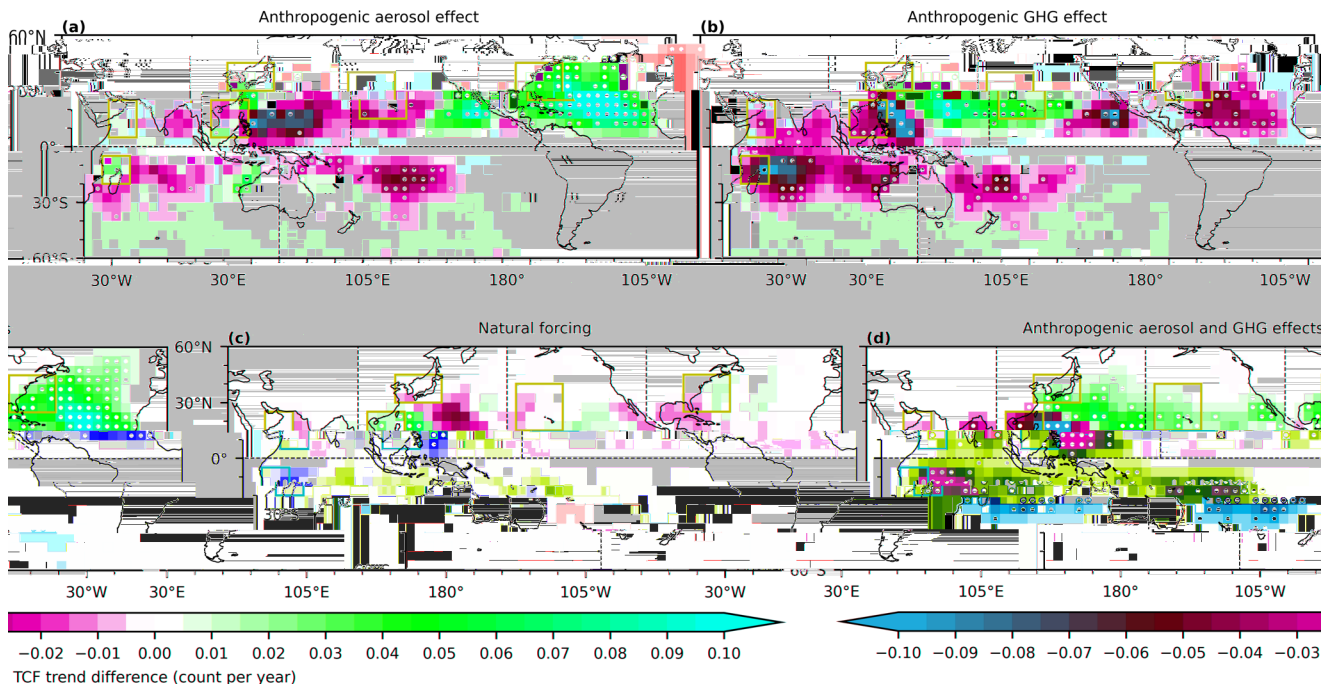 Anthropogenic aerosol effect
Anthropogenic GHG effect
(a)
(b)
60°N
0°
30°S
60°S
30°W 30°E 105°E 180° 105°W
30°W 30°E 105°E 180° 105°W
s
(c) Natural forcing
(d) Anthropogenic aerosol and GHG effects
60°N
30°N
0°
30°S
30°W 30°E 105°E 180° 105°W 30°W 30°E 105°E 180° 105°W
−0.02 −0.01 0.00 0.01 0.02 0.03 0.04 0.05 0.06 0.07 0.08 0.09 0.10
−0.10 −0.09 −0.08 −0.07 −0.06 −0.05 −0.04 −0.03
TCF trend difference (count per year)